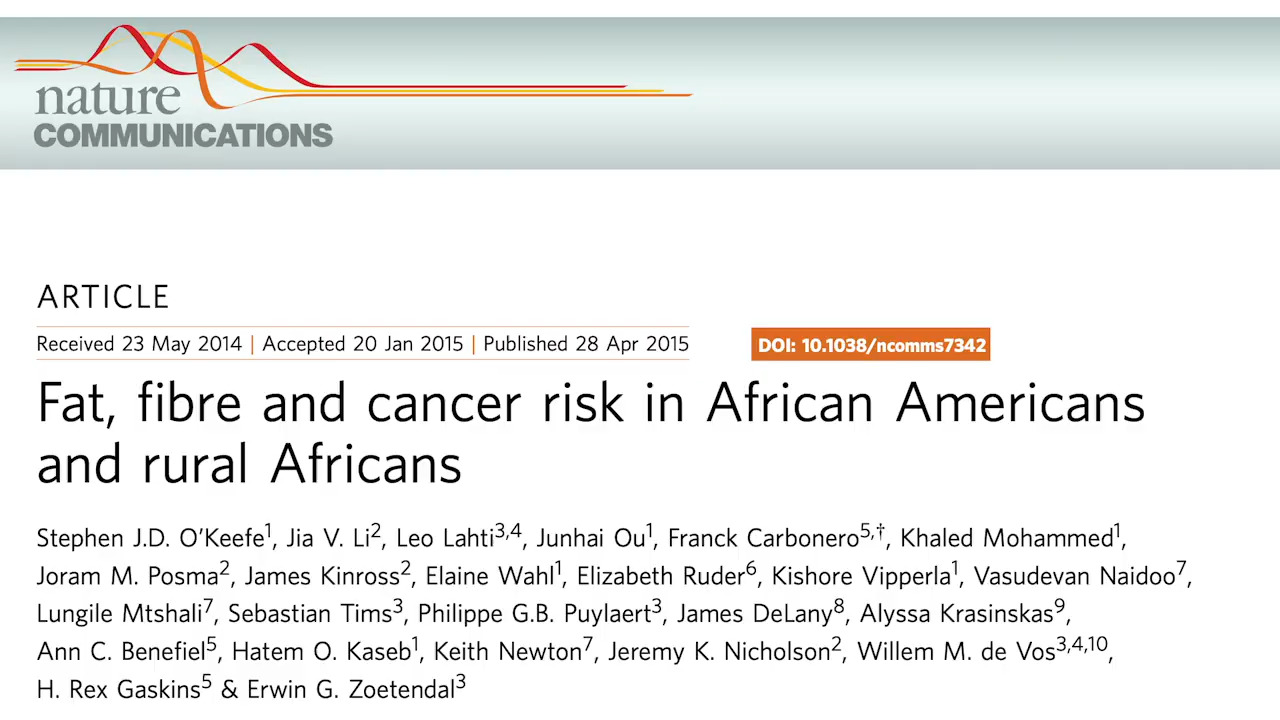 nature
COMMUNICATIONS
ARTICLE
Received 23 May 2014 | Accepted 20 Jan 2015 | Published 28 Apr 2015
DOI: 10.1038/ncomms7342
Fat, fibre and cancer risk in African Americans
and rural Africans
Stephen J.D. O’Keefe1, Jia V. Li2, Leo Lahti3,4, Junhai Ou1, Franck Carbonero5,†, Khaled Mohammed1,
Joram M. Posma2, James Kinross2, Elaine Wahl1, Elizabeth Ruder6, Kishore Vipperla1, Vasudevan Naidoo7,
Lungile Mtshali7, Sebastian Tims3, Philippe G.B. Puylaert3, James DeLany8, Alyssa Krasinskas9,
Ann C. Benefiel5, Hatem O. Kaseb1, Keith Newton7, Jeremy K. Nicholson2, Willem M. de Vos3,4,10,
H. Rex Gaskins5 & Erwin G. Zoetendal3